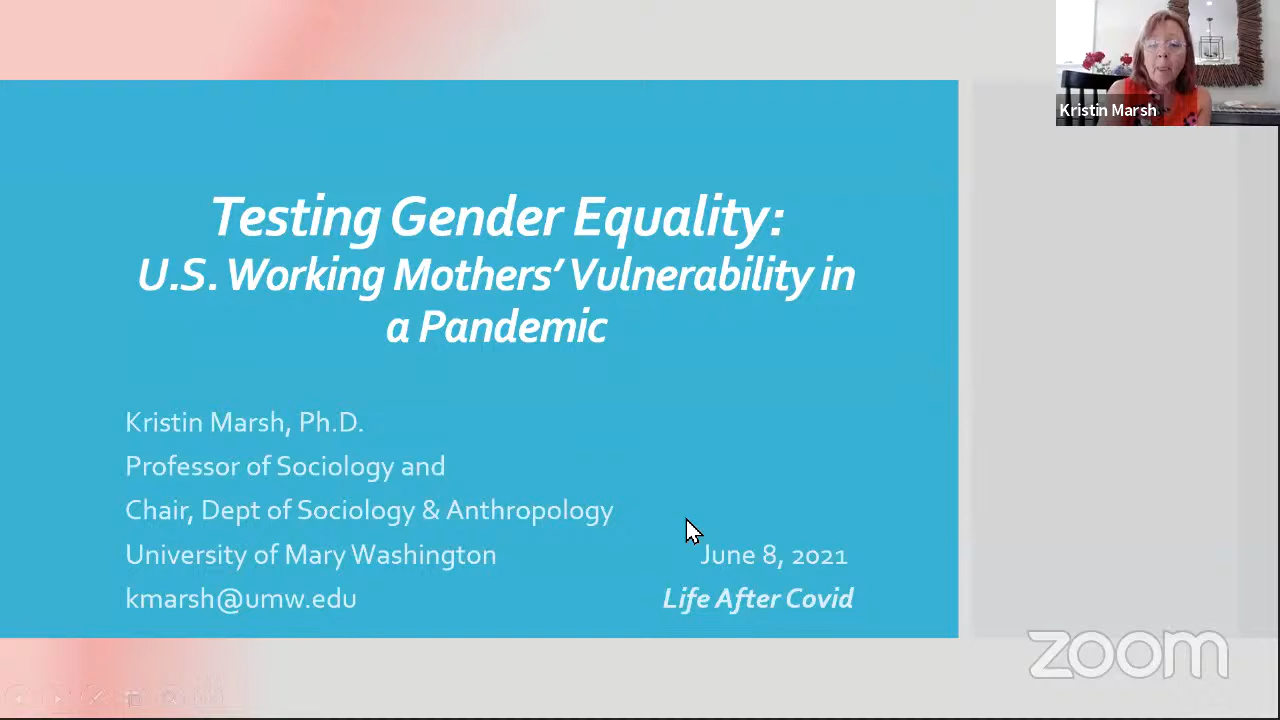 Kristin Marsh
Testing Gender Equality:
U.S. Working Mothers' Vulnerability in
a Pandemic
Kristin Marsh, Ph.D.
Professor of Sociology and
Chair, Dept of Sociology & Anthropology
University of Mary Washington
June 8, 2021
kmarsh@umw.edu
Life After Covid
zoom